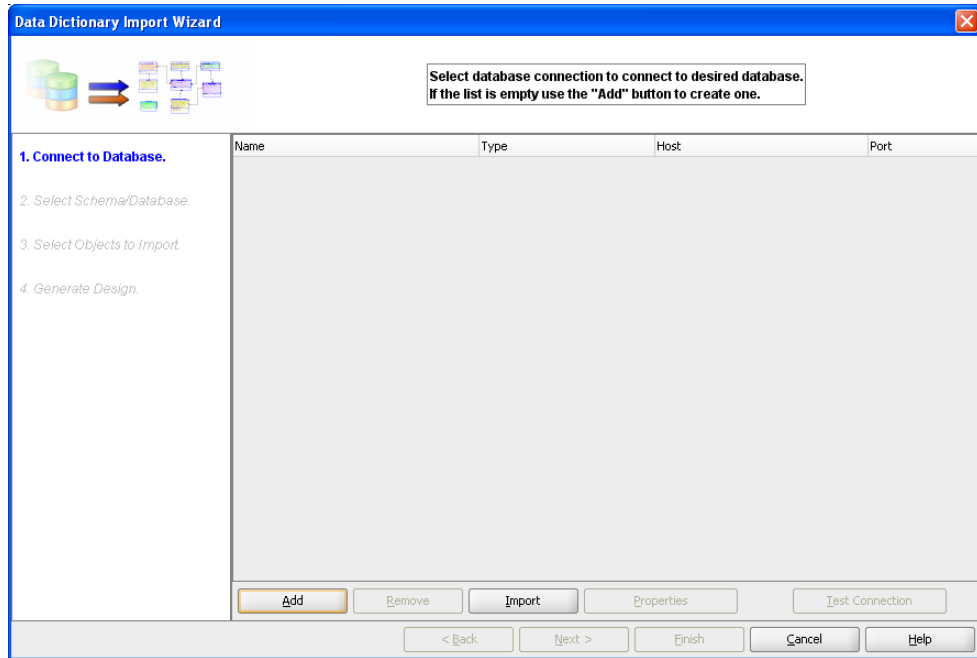 Data Dictionary Import Wizard
Select database connection to connect to desired database.
If the list is empty use the "Add" button to create one.
1. Connect to Database.
2. Select Schema/Database.
3. Select Objects to Import.
4. Generate Design.
Name Type Host Port
Add Remove Import Properties Test Connection
< Back Next > Finish Cancel Help